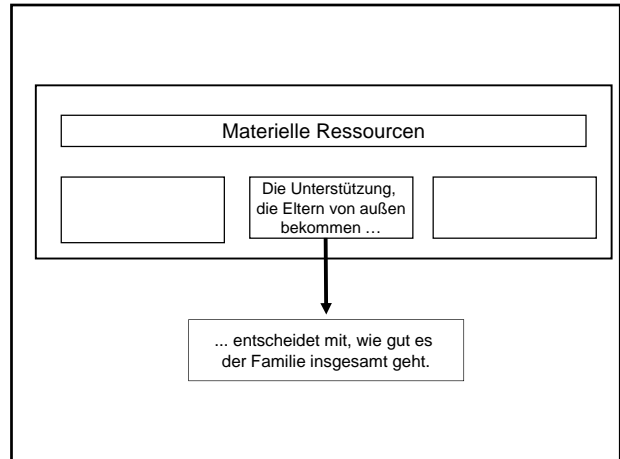 Materielle Ressourcen
Die Unterstützung,
die Eltern von außen
bekommen …
... entscheidet mit, wie gut es
der Familie insgesamt geht.